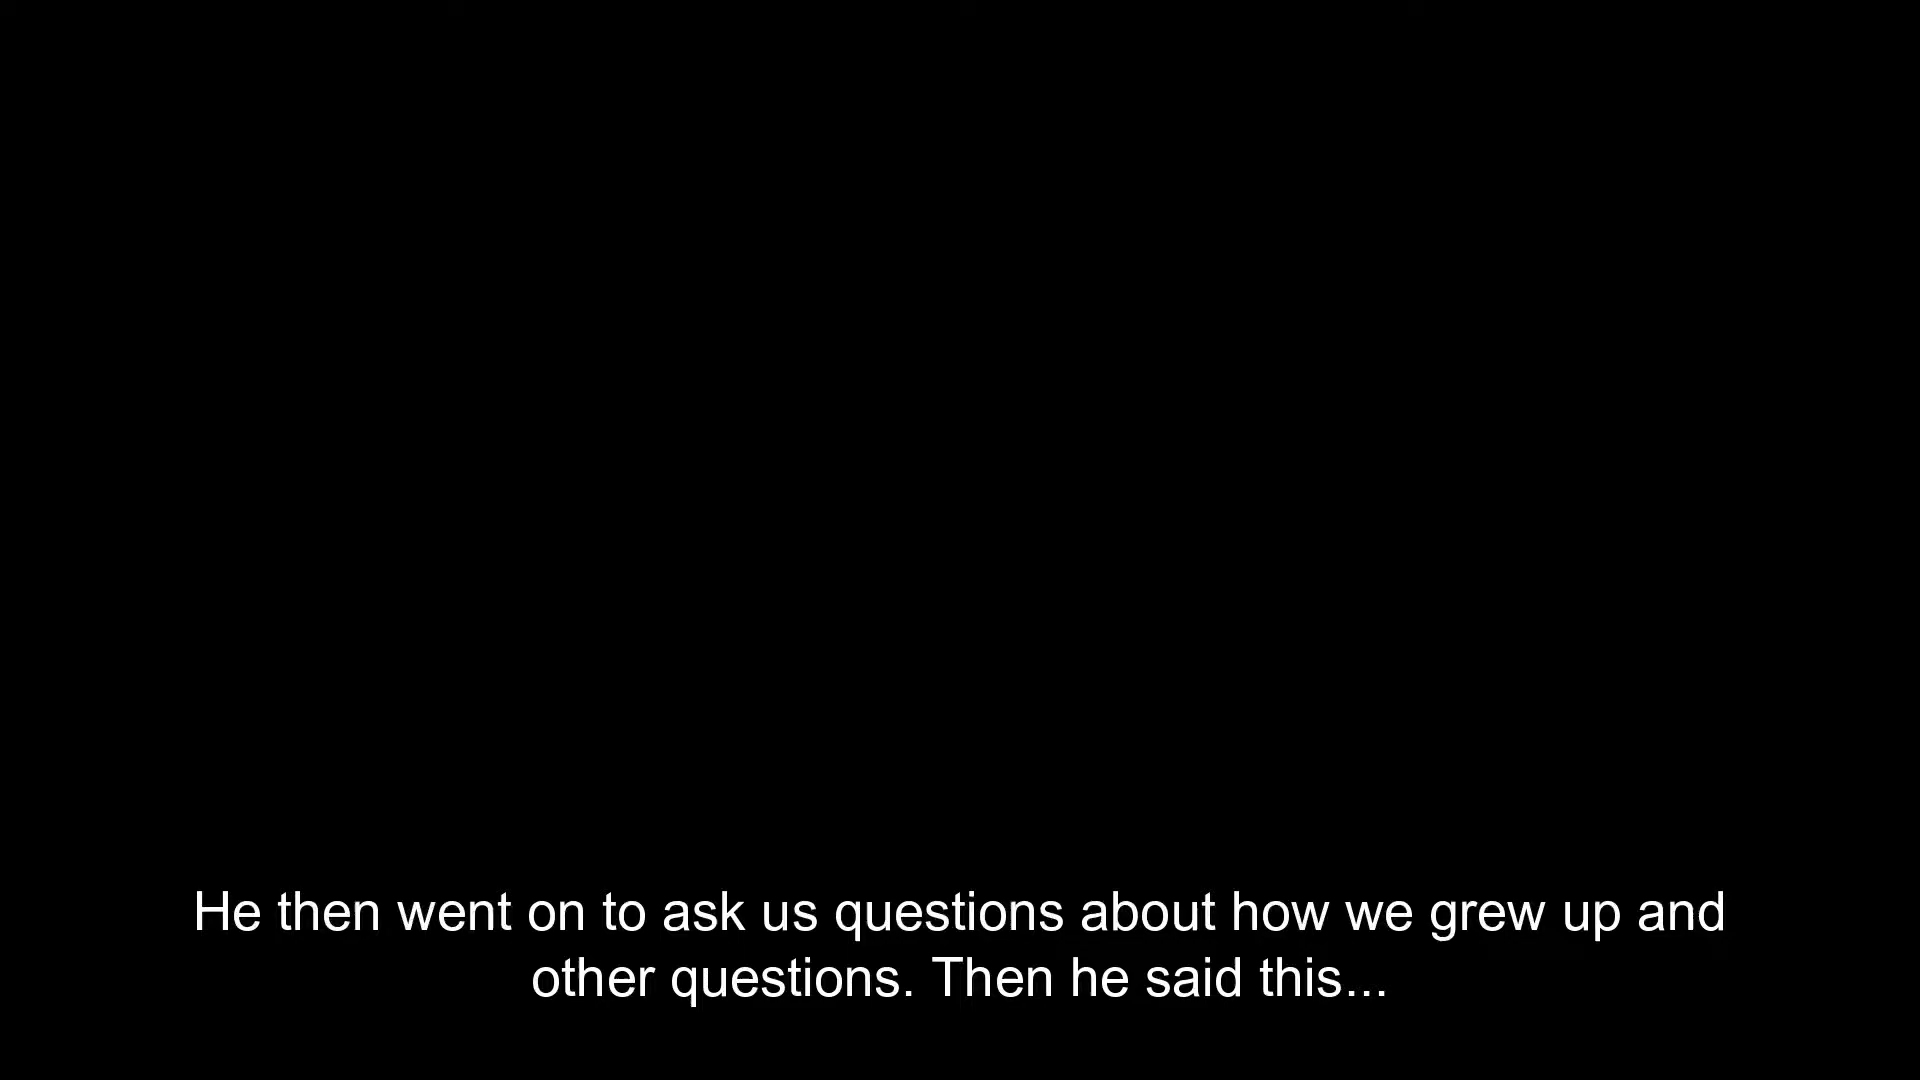 He then went on to ask us questions about how we grew up and
other questions. Then he said this...